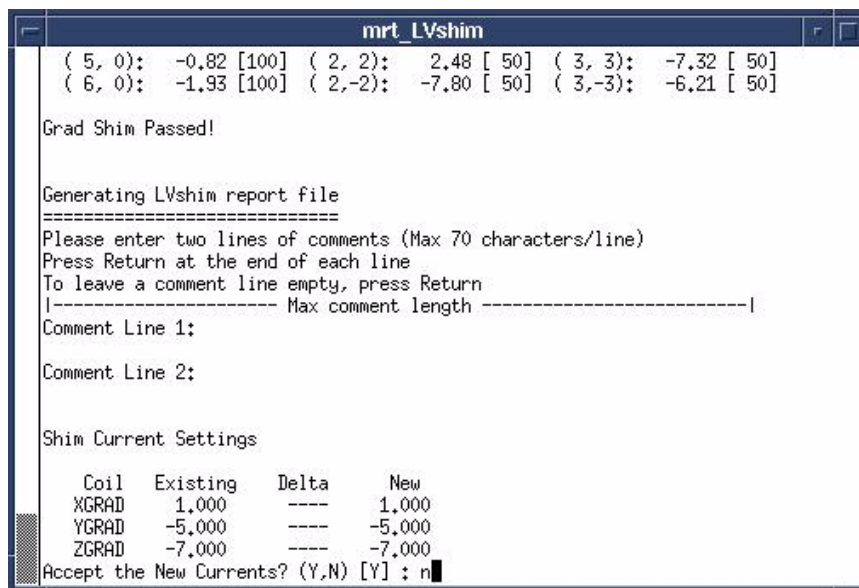 mrt_LVshim
( 5, 0): -0.82 [100] ( 2, 2): 2.48 [ 50] ( 3, 3): -7.32 [ 50]
( 6, 0): -1.93 [100] ( 2,-2): -7.80 [ 50] ( 3,-3): -6.21 [ 50]
Grad Shim Passed!
Generating LVshim report file
=============================
Please enter two lines of comments (Max 70 characters/line)
Press Return at the end of each line
To leave a comment line empty, press Return
|---------------------- Max comment length --------------------------|
Comment Line 1:
Comment Line 2:
Shim Current Settings
Coil Existing Delta New
XGRAD 1.000 ---- 1.000
YGRAD -5.000 ---- -5.000
ZGRAD -7.000 ---- -7.000
Accept the New Currents? (Y,N) [Y] : n